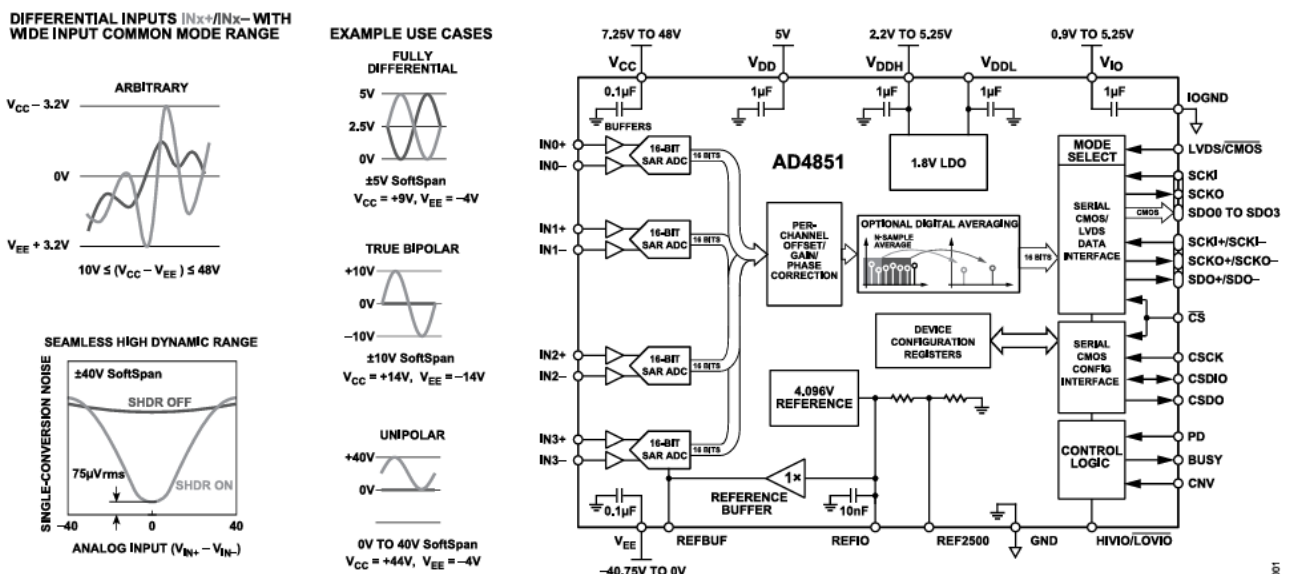 DIFFERENTIAL INPUTS INx+/INx– WITH
WIDE INPUT COMMON MODE RANGE
ARBITRARY
VCC – 3.2V
0V
VEE + 3.2V
10V ≤ (VCC – VEE) ≤ 48V
SEAMLESS HIGH DYNAMIC RANGE
SINGLE-CONVERSION NOISE
±40V SoftSpan
SHDR OFF
75µVrms
SHDR ON
–40
0
40
ANALOG INPUT (VIN+ – VIN–)
EXAMPLE USE CASES
FULLY
DIFFERENTIAL
5V
2.5V
0V
±5V SoftSpan
VCC = +9V, VEE = –4V
TRUE BIPOLAR
+10V
0V
–10V
±10V SoftSpan
VCC = +14V, VEE = –14V
UNIPOLAR
+40V
0V
0V TO 40V SoftSpan
VCC = +44V, VEE = –4V
7.25V TO 48V
5V
2.2V TO 5.25V
0.9V TO 5.25V
VCC
VDD
VDDH
VDDL
VIO
0.1µF
1µF
1µF
1µF
1µF
IOGND
BUFFERS
IN0+
IN0–
16-BIT
SAR ADC
16 BITS
IN1+
IN1–
16-BIT
SAR ADC
16 BITS
IN2+
IN2–
16-BIT
SAR ADC
16 BITS
IN3+
IN3–
16-BIT
SAR ADC
16 BITS
AD4851
1.8V LDO
PER-
CHANNEL
OFFSET/
GAIN/
PHASE
CORRECTION
OPTIONAL DIGITAL AVERAGING
N-SAMPLE
AVERAGE
16 BITS
DEVICE
CONFIGURATION
REGISTERS
4.096V
REFERENCE
1×
REFERENCE
BUFFER
10nF
0.1µF
MODE
SELECT
SERIAL
CMOS/
LVDS
DATA
INTERFACE
CMOS
SERIAL
CMOS
CONFIG
INTERFACE
CONTROL
LOGIC
LVDS/CMOS
SCKI
SCKO
SDO0 TO SDO3
SCKI+/SCKI–
SCKO+/SCKO–
SDO+/SDO–
CS
CSCK
CSDIO
CSDO
PD
BUSY
CNV
VEE
REFBUF
REFIO
REF2500
GND
HIVIO/LOVIO
–40.75V TO 0V
001